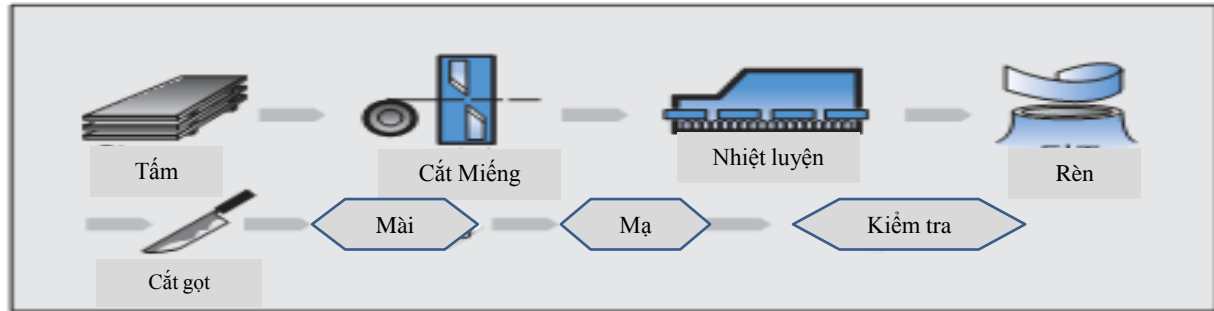 Tấm
Cắt Miếng
Nhiệt luyện
Rèn
Cắt gọt
Mài
Mạ
Kiểm tra